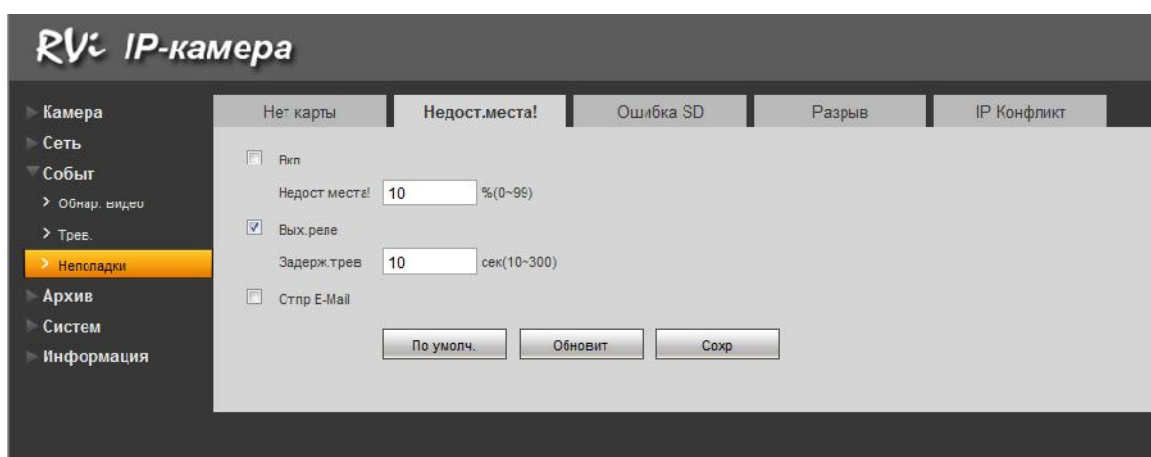 RVi IP-камера
Камера
Сеть
Событ
Обнар. видео
Трев.
Неполадки
Архив
Систем
Информация
Нет карты
Недост.места!
Ошибка SD
Разрыв
IP Конфликт
Вкл
Недост места! 10 %(0~99)
Вых.реле
Задерж.трев 10 сек(10~300)
Отпр E-Mail
По умолч.
Обновит
Сохр